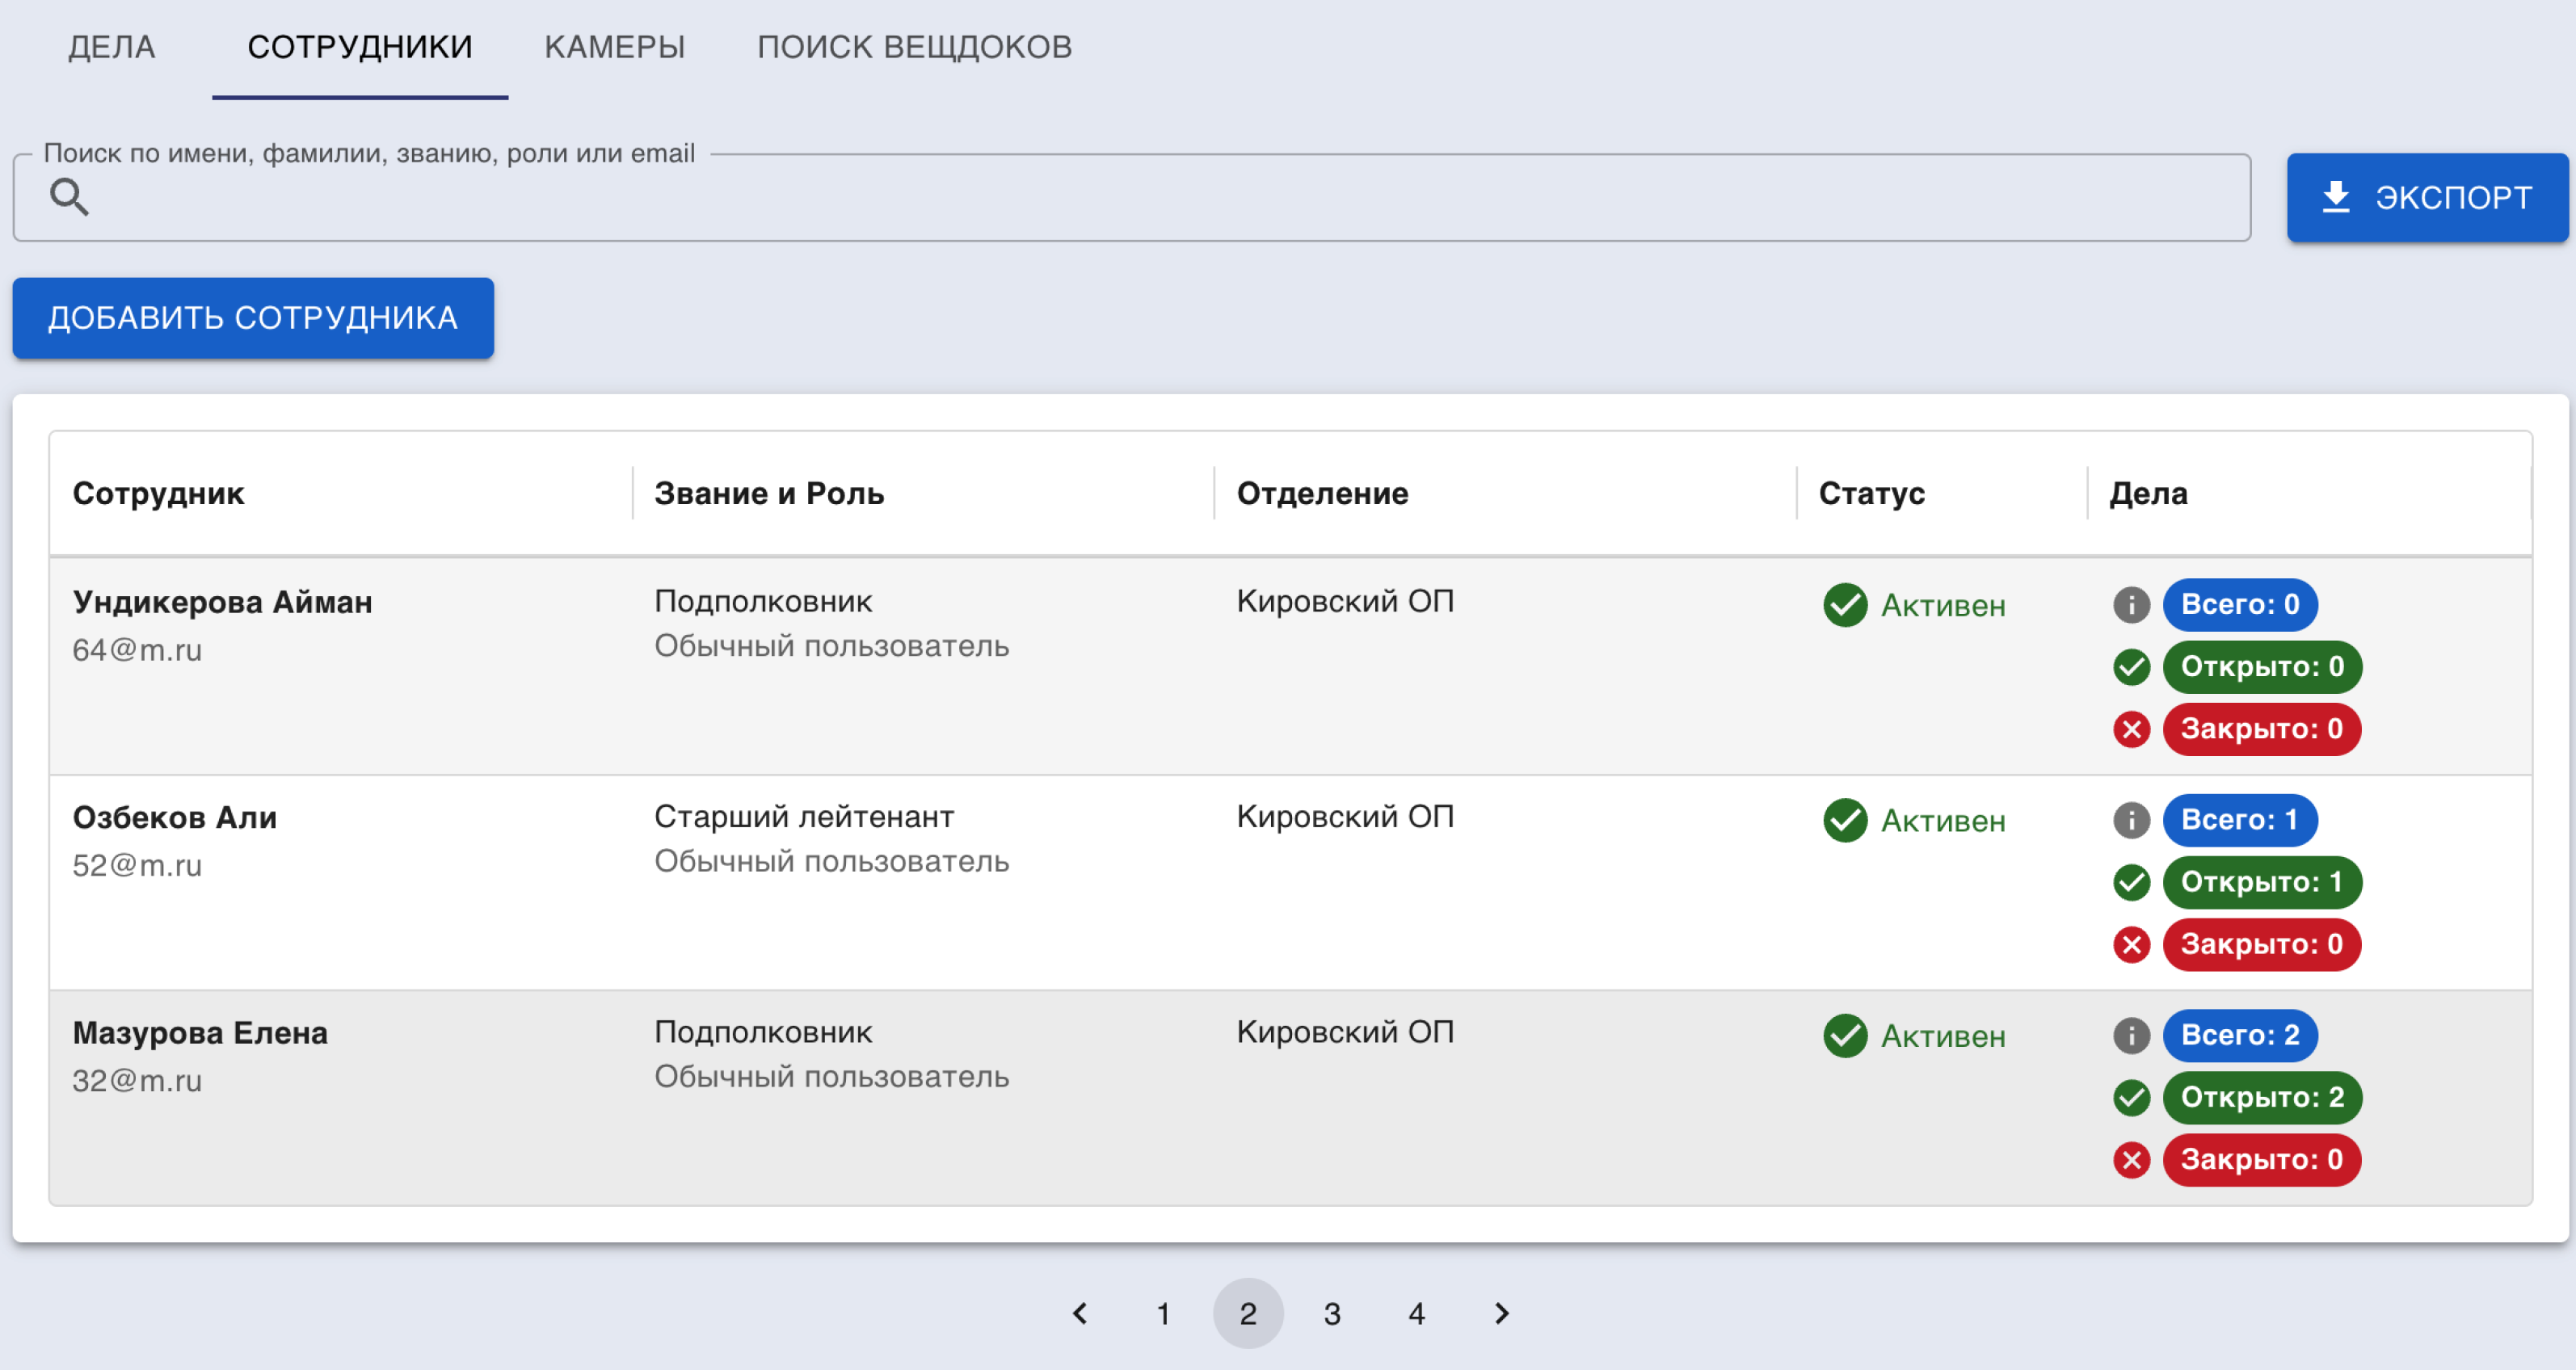 ДЕЛА СОТРУДНИКИ КАМЕРЫ ПОИСК ВЕЩДОКОВ
Поиск по имени, фамилии, званию, роли или email
ЭКСПОРТ
ДОБАВИТЬ СОТРУДНИКА
Сотрудник Звание и Роль Отделение Статус Дела
Ундикерова Айман Подполковник Кировский ОП Активен Всего: 0
64@m.ru Обычный пользователь
Открыто: 0
Закрыто: 0
Озбеков Али Старший лейтенант Кировский ОП Активен Всего: 1
52@m.ru Обычный пользователь
Открыто: 1
Закрыто: 0
Мазурова Елена Подполковник Кировский ОП Активен Всего: 2
32@m.ru Обычный пользователь
Открыто: 2
Закрыто: 0
1 2 3 4